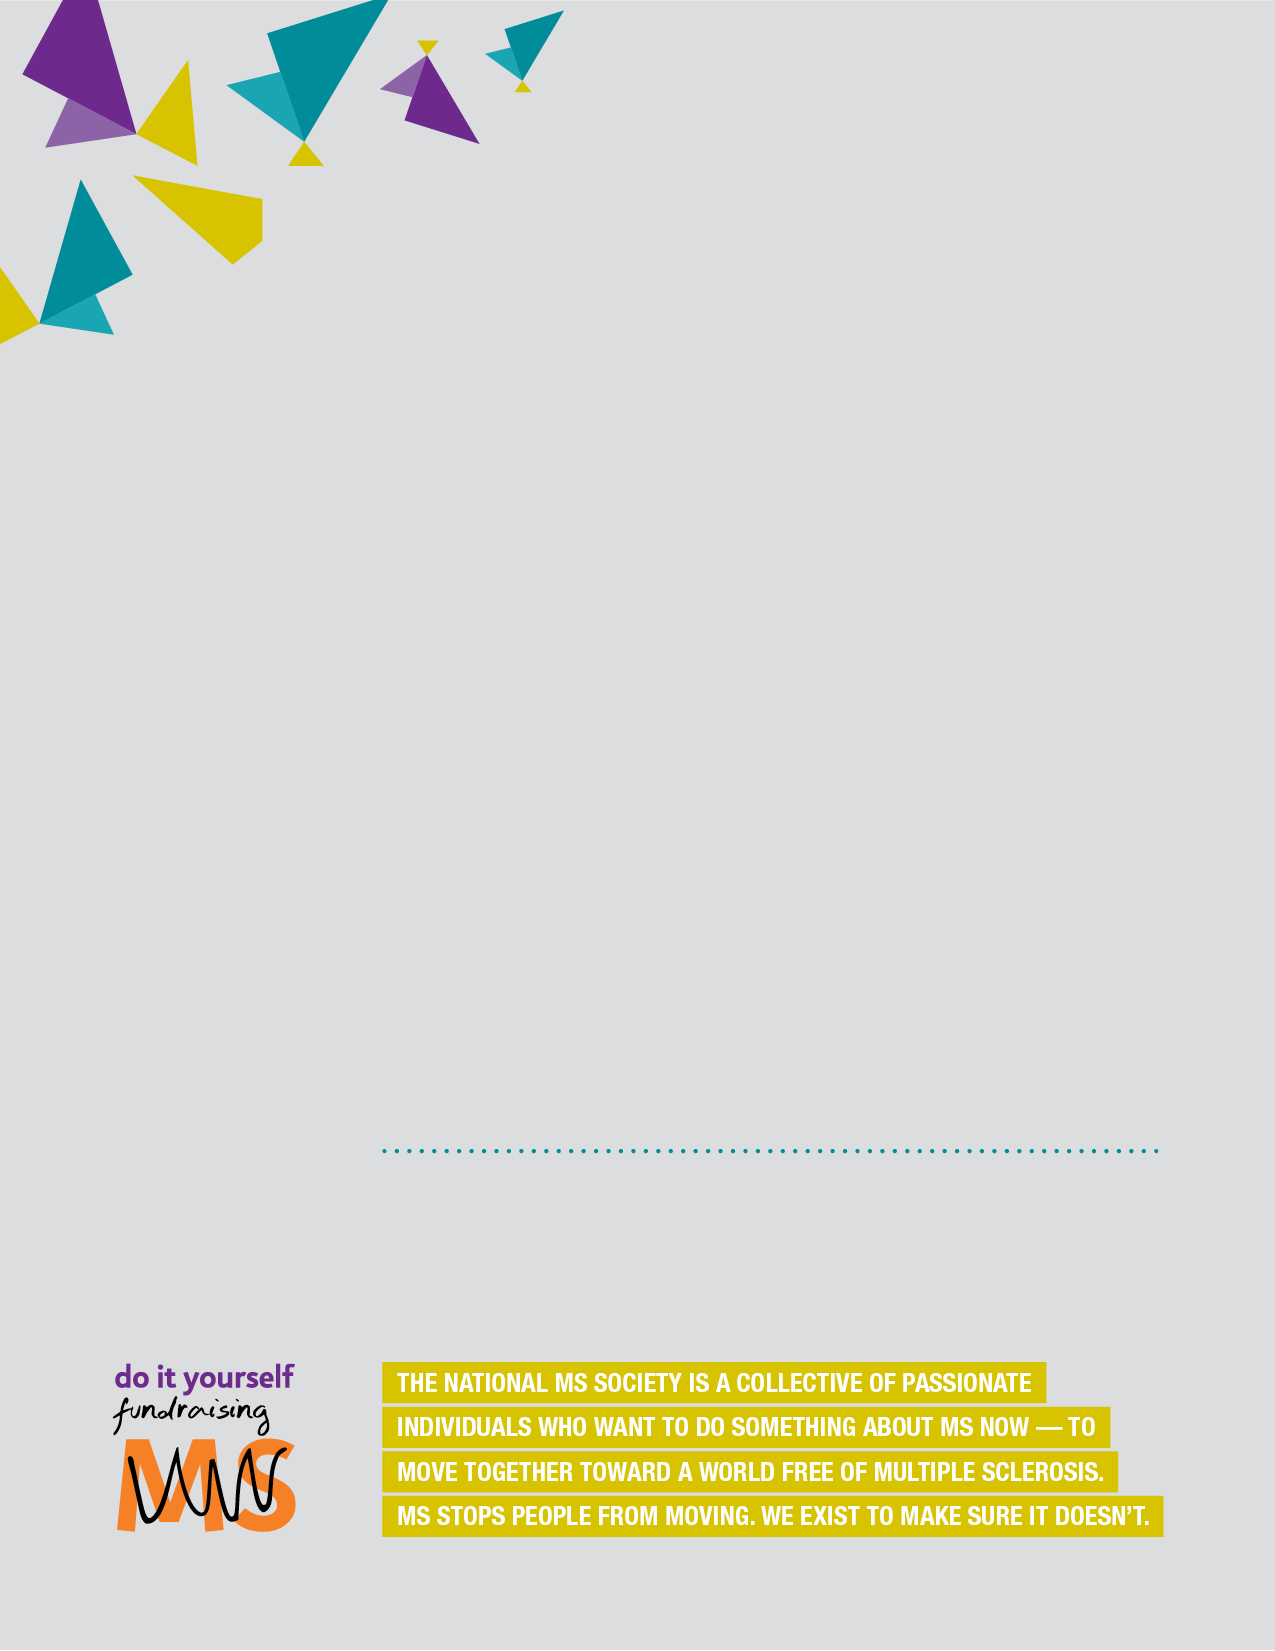 do it yourself
fundraising
MS
THE NATIONAL MS SOCIETY IS A COLLECTIVE OF PASSIONATE
INDIVIDUALS WHO WANT TO DO SOMETHING ABOUT MS NOW — TO
MOVE TOGETHER TOWARD A WORLD FREE OF MULTIPLE SCLEROSIS.
MS STOPS PEOPLE FROM MOVING. WE EXIST TO MAKE SURE IT DOESN’T.